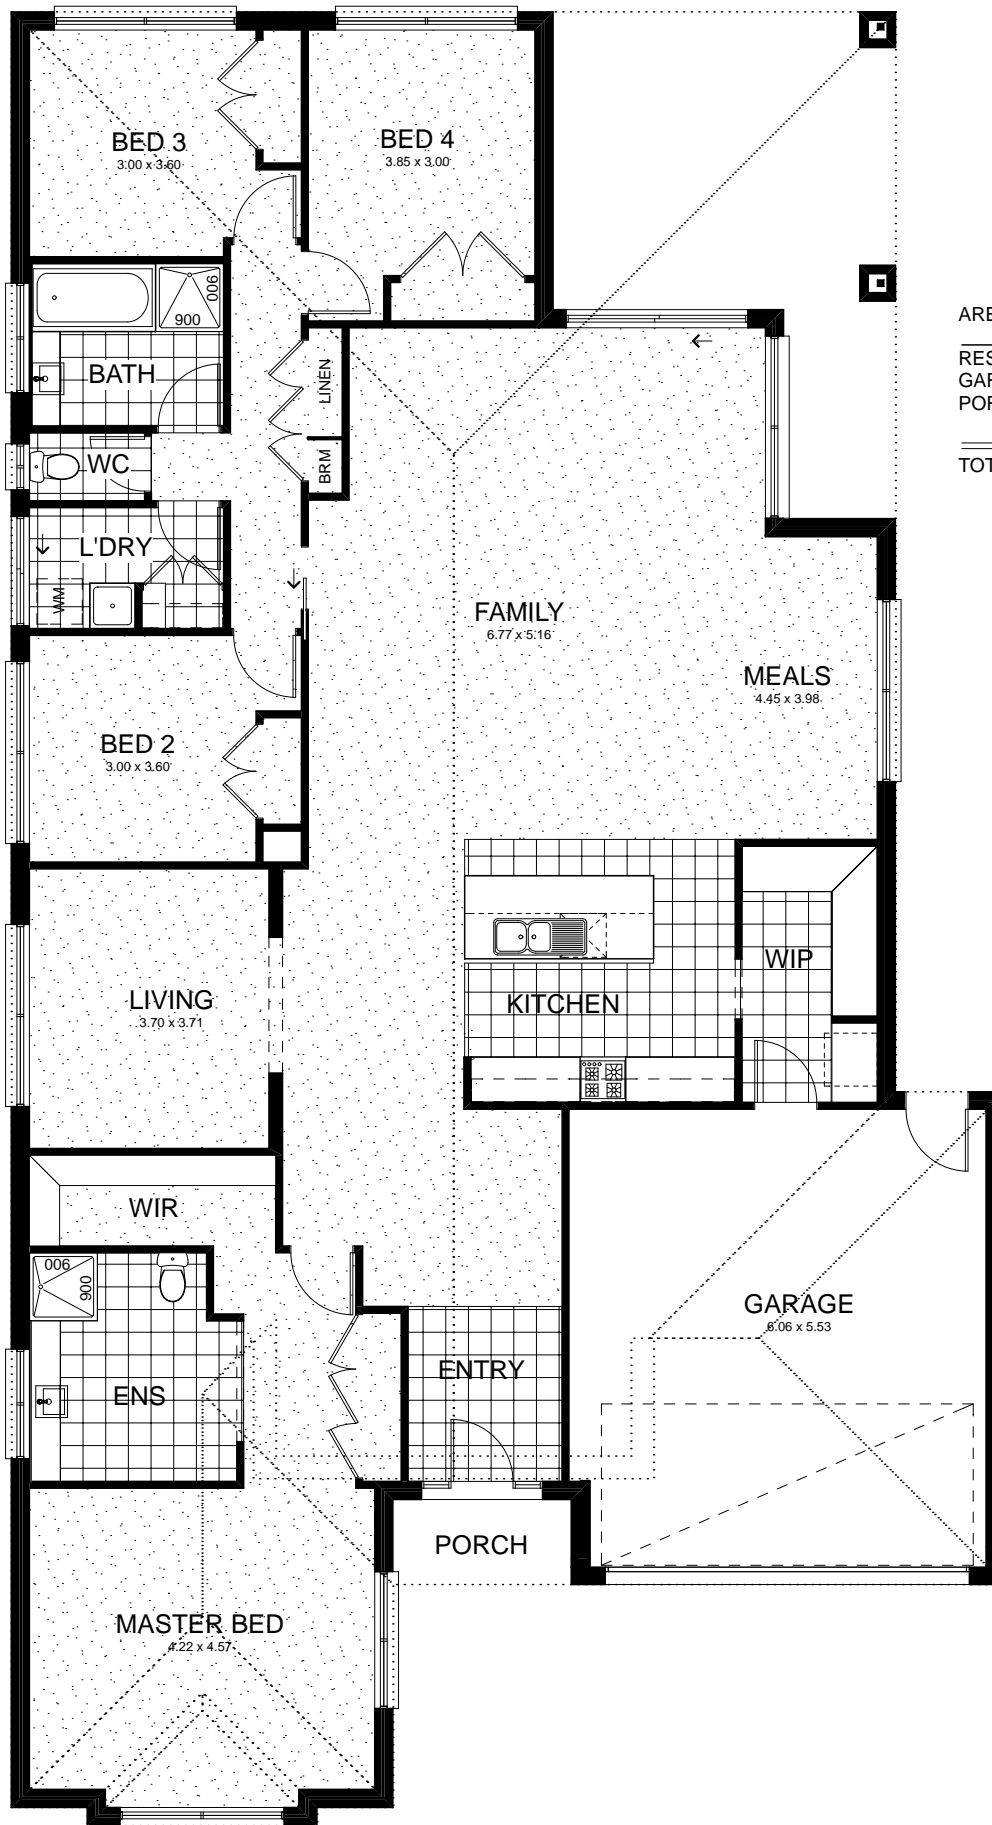 BED 3
3.00 x 3.60
BED 4
3.85 x 3.00
900
900
BATH
LINEN
BRM
WC
L'DRY
WM
FAMILY
6.77 x 5.16
MEALS
4.45 x 3.98
BED 2
3.00 x 3.60
LIVING
3.70 x 3.71
KITCHEN
WIP
WIR
900
900
ENS
ENTRY
GARAGE
6.06 x 5.53
PORCH
MASTER BED
4.22 x 4.57